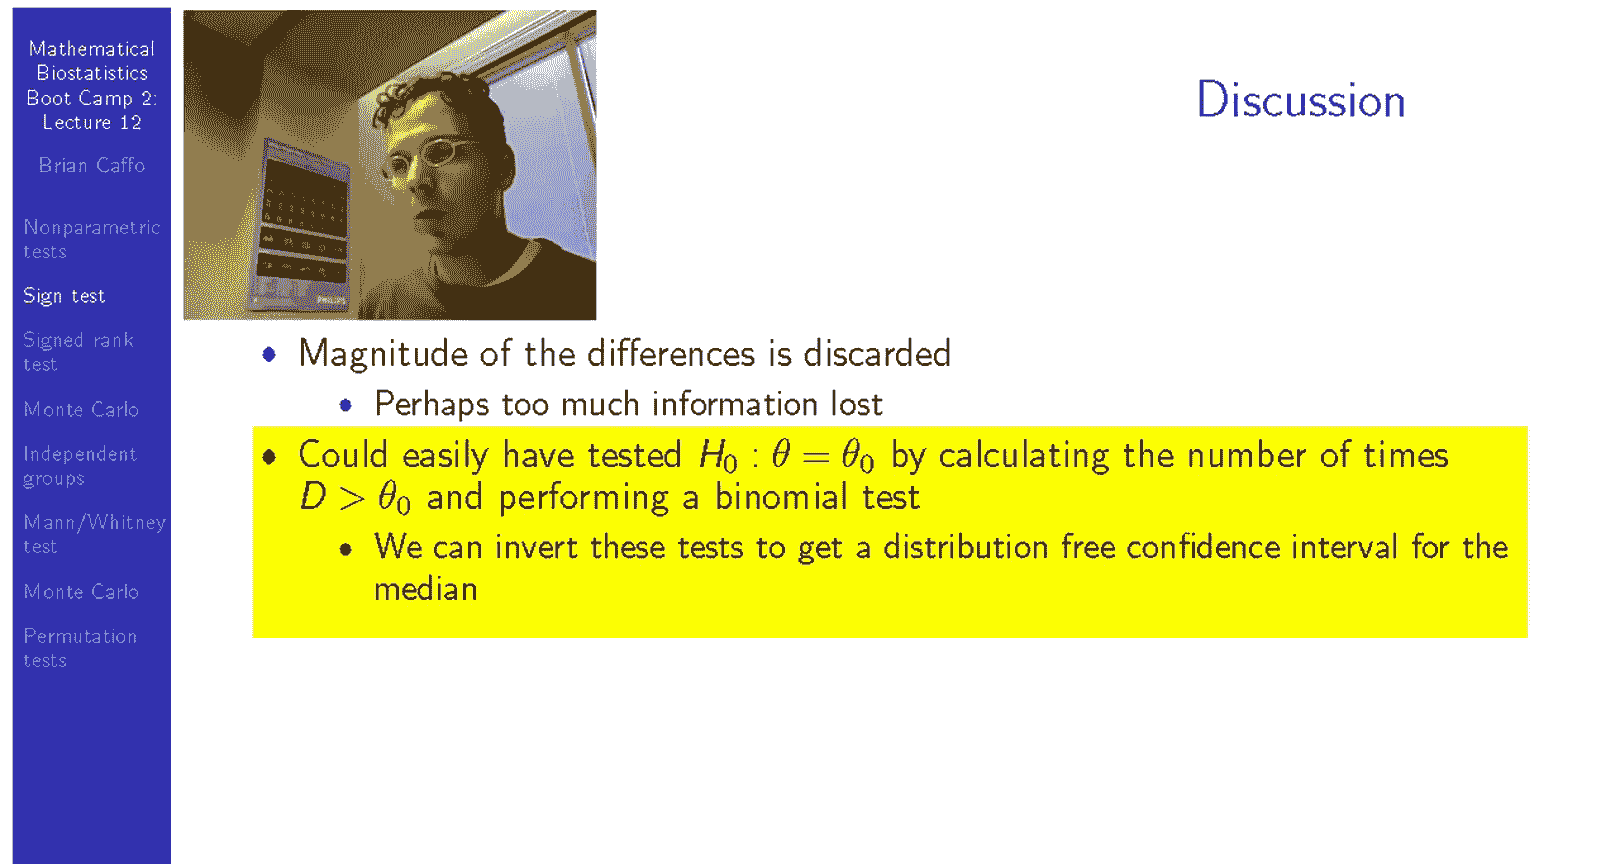 Mathematical
Biostatistics
Boot Camp 2:
Lecture 12
Brian Caffo
Nonparametric
tests
Sign test
Signed rank
test
Monte Carlo
Independent
groups
Mann/Whitney
test
Monte Carlo
Permutation
tests
Discussion
• Magnitude of the differences is discarded
• Perhaps too much information lost
• Could easily have tested H₀ : θ = θ₀ by calculating the number of times
D > θ₀ and performing a binomial test
• We can invert these tests to get a distribution free confidence interval for the
median